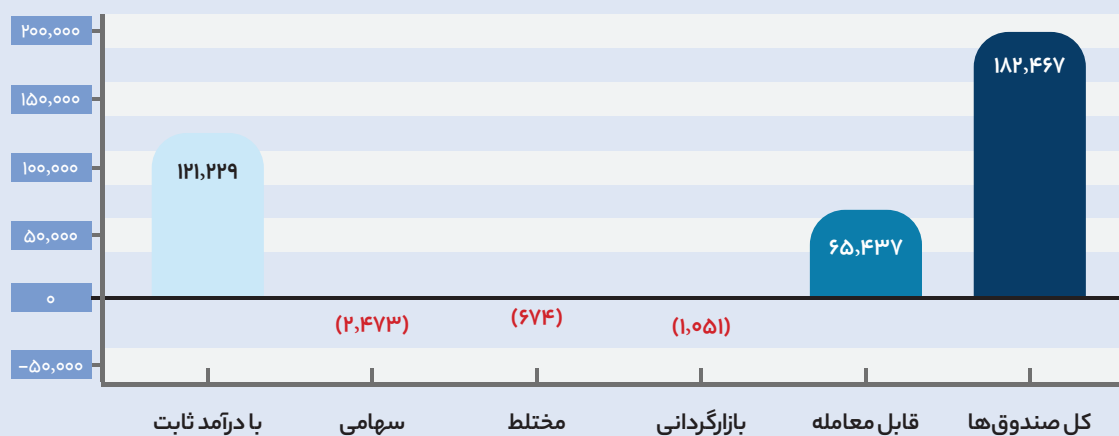 ۲۰۰,۰۰۰
۱۵۰,۰۰۰
۱۰۰,۰۰۰
۵۰,۰۰۰
۰
-۵۰,۰۰۰
۱۸۲,۴۶۷
۶۵,۴۳۷
(۱,۰۵۱)
(۶۷۴)
(۲,۴۷۳)
۱۲۱,۲۲۹
کل صندوق‌ها
قابل معامله
بازارگردانی
مختلط
سهامی
با درآمد ثابت